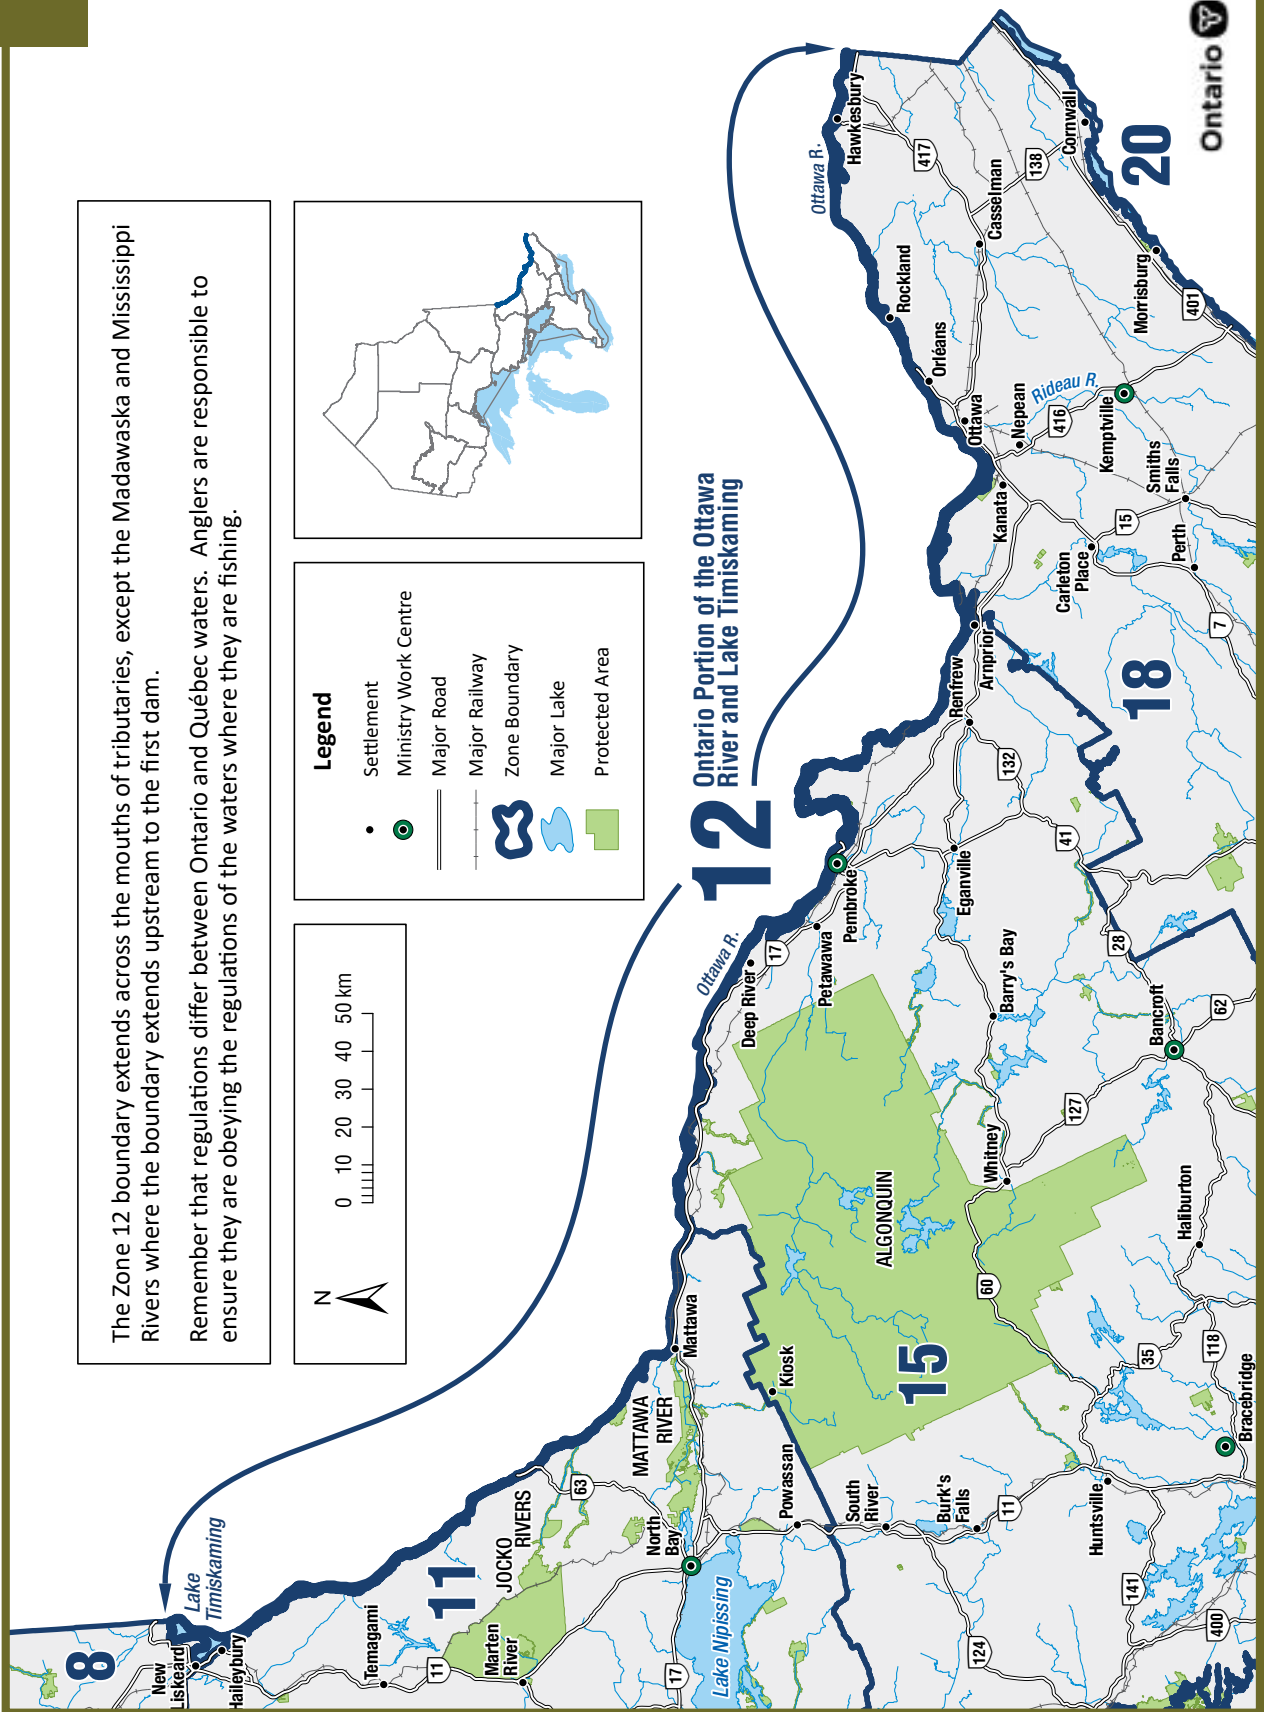 The Zone 12 boundary extends across the mouths of tributaries, except the Madawaska and Mississippi
Rivers where the boundary extends upstream to the first dam.
Remember that regulations differ between Ontario and Québec waters.  Anglers are responsible to
ensure they are obeying the regulations of the waters where they are fishing.
N
0 10 20 30 40 50 km
Legend
Settlement
Ministry Work Centre
Major Road
Major Railway
Zone Boundary
Major Lake
Protected Area
12
Ontario Portion of the Ottawa
River and Lake Timiskaming
8
New
Liskeard
Haileybury
Lake
Timiskaming
Temagami
11
11
Marten
River
JOCKO
RIVERS
63
North
Bay
17
Lake Nipissing
MATTAWA
RIVER
Mattawa
Powassan
Kiosk
South
River
Burk's
Falls
11
124
Huntsville
141
400
Bracebridge
118
35
Haliburton
15
ALGONQUIN
60
Whitney
127
Bancroft
62
28
Barry's Bay
Ottawa R.
Deep River
17
Petawawa
Pembroke
Eganville
41
132
Renfrew
Arnprior
18
7
Perth
Carleton
Place
15
Smiths
Falls
Kanata
Ottawa
Nepean
416
Rideau R.
Kemptville
Orléans
Rockland
Ottawa R.
Hawkesbury
417
Casselman
138
Cornwall
Morrisburg
401
20
Ontario